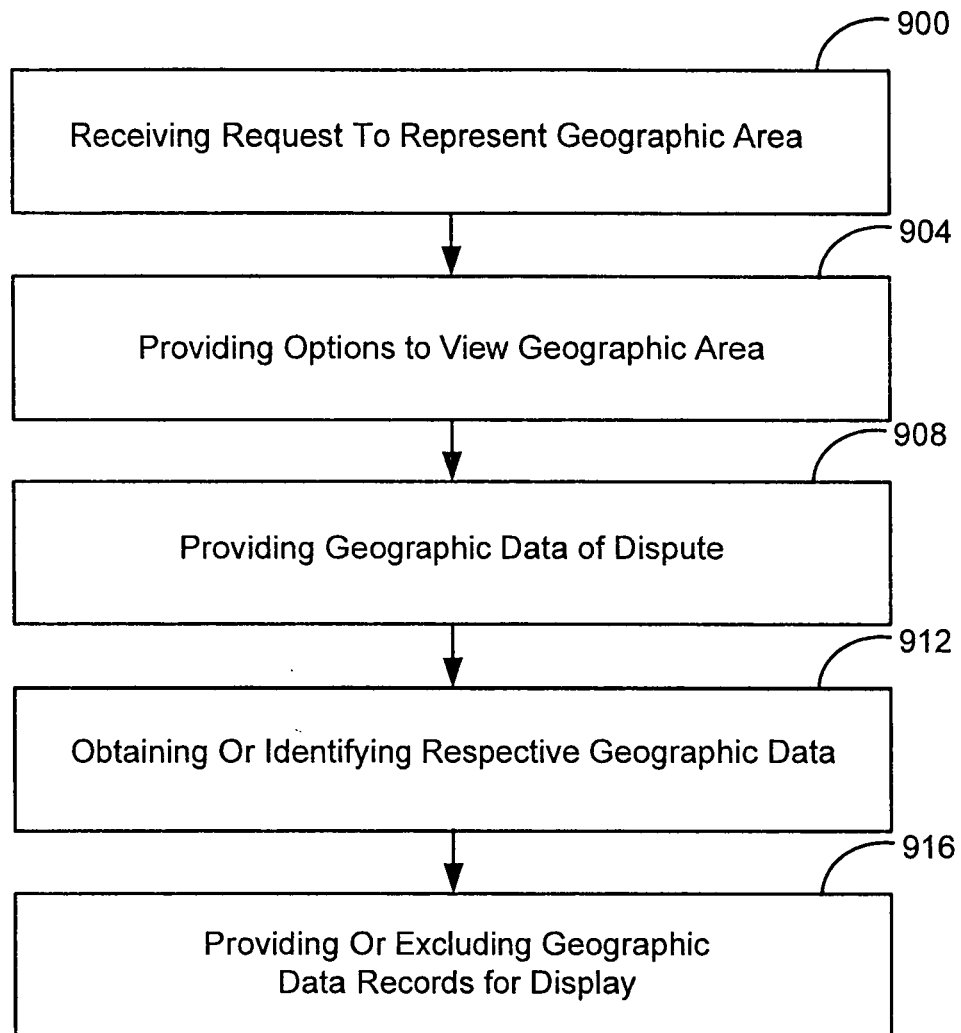 900
Receiving Request To Represent Geographic Area
904
Providing Options to View Geographic Area
908
Providing Geographic Data of Dispute
912
Obtaining Or Identifying Respective Geographic Data
916
Providing Or Excluding Geographic
Data Records for Display